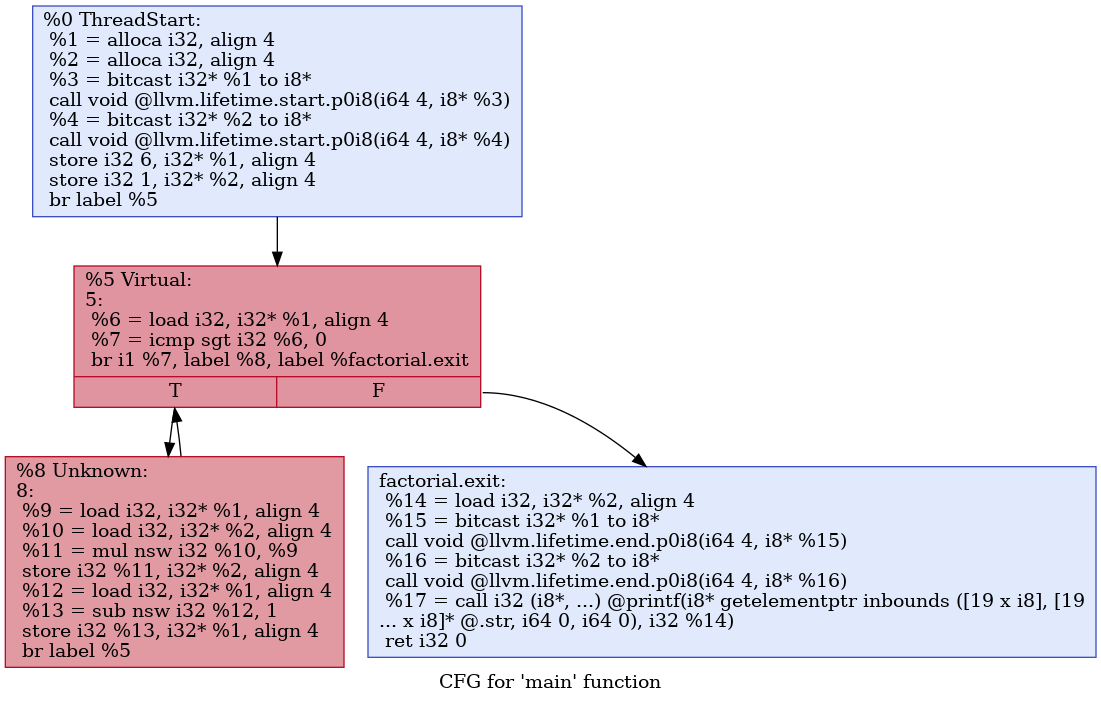 %0 ThreadStart:
%1 = alloca i32, align 4
%2 = alloca i32, align 4
%3 = bitcast i32* %1 to i8*
call void @llvm.lifetime.start.p0i8(i64 4, i8* %3)
%4 = bitcast i32* %2 to i8*
call void @llvm.lifetime.start.p0i8(i64 4, i8* %4)
store i32 6, i32* %1, align 4
store i32 1, i32* %2, align 4
br label %5
%5 Virtual:
5:
%6 = load i32, i32* %1, align 4
%7 = icmp sgt i32 %6, 0
br i1 %7, label %8, label %factorial.exit
T
F
%8 Unknown:
8:
%9 = load i32, i32* %1, align 4
%10 = load i32, i32* %2, align 4
%11 = mul nsw i32 %10, %9
store i32 %11, i32* %2, align 4
%12 = load i32, i32* %1, align 4
%13 = sub nsw i32 %12, 1
store i32 %13, i32* %1, align 4
br label %5
factorial.exit:
%14 = load i32, i32* %2, align 4
%15 = bitcast i32* %1 to i8*
call void @llvm.lifetime.end.p0i8(i64 4, i8* %15)
%16 = bitcast i32* %2 to i8*
call void @llvm.lifetime.end.p0i8(i64 4, i8* %16)
%17 = call i32 (i8*, ...) @printf(i8* getelementptr inbounds ([19 x i8], [19
... x i8]* @.str, i64 0, i64 0), i32 %14)
ret i32 0
CFG for 'main' function